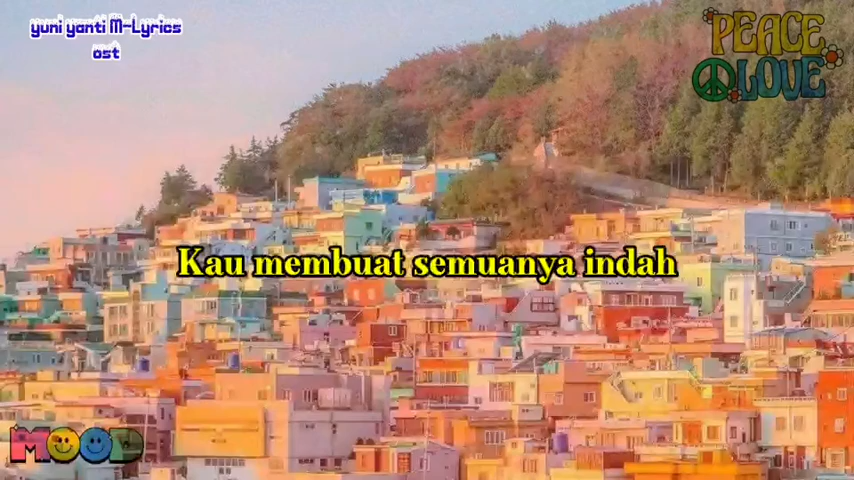 yuni yanti M-Lyrics
ost
PEACE
LOVE
Kau membuat semuanya indah
MOOD